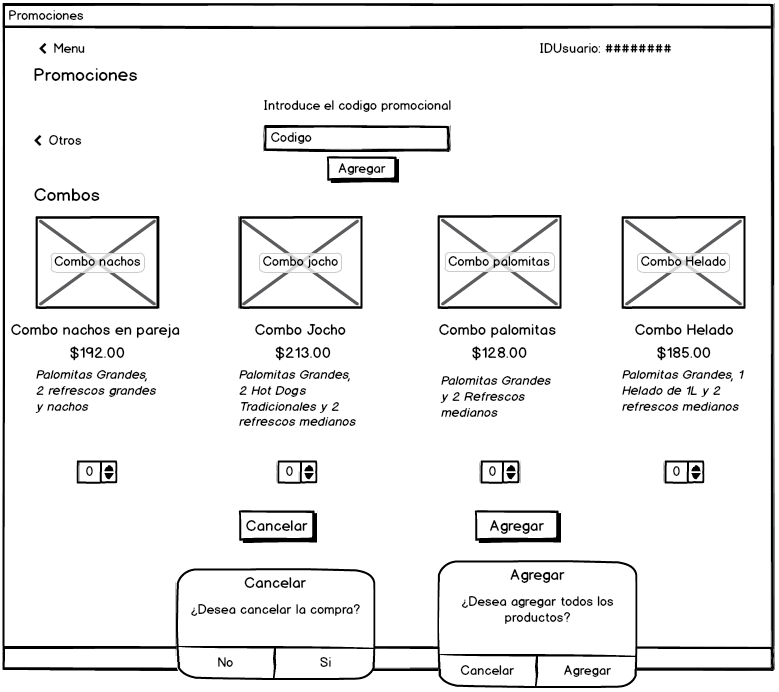 Promociones
Menu
IDUsuario: ########
Promociones
Introduce el codigo promocional
Otros
Codigo
Agregar
Combos
Combo nachos
Combo jocho
Combo palomitas
Combo Helado
Combo nachos en pareja
$192.00
Palomitas Grandes,
2 refrescos grandes
y nachos
0
Combo Jocho
$213.00
Palomitas Grandes,
2 Hot Dogs
Tradicionales y 2
refrescos medianos
0
Combo palomitas
$128.00
Palomitas Grandes
y 2 Refrescos
medianos
0
Combo Helado
$185.00
Palomitas Grandes, 1
Helado de 1L y 2
refrescos medianos
0
Cancelar
Agregar
Cancelar
¿Desea cancelar la compra?
No
Si
Agregar
¿Desea agregar todos los
productos?
Cancelar
Agregar